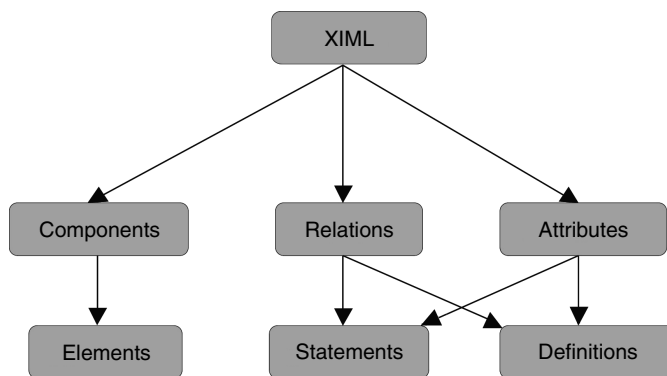 XIML
Components
Relations
Attributes
Elements
Statements
Definitions